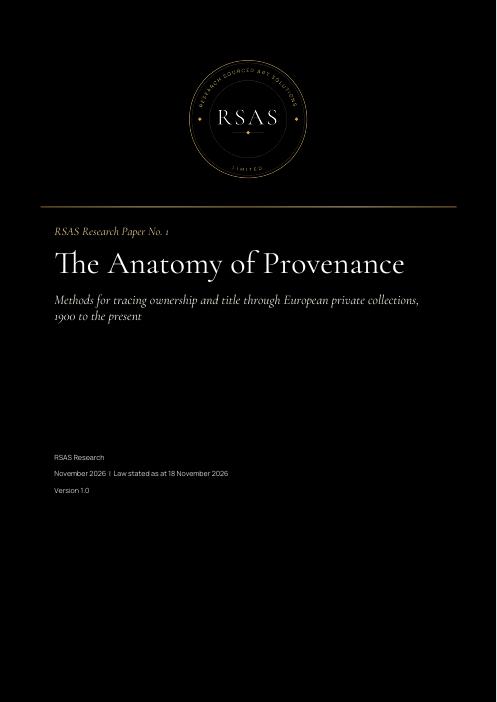 RESEARCH SOURCED ART SOLUTIONS
RSAS
LIMITED
RSAS Research Paper No. 1
The Anatomy of Provenance
Methods for tracing ownership and title through European private collections,
1900 to the present
RSAS Research
November 2026 | Law stated as at 18 November 2026
Version 1.0